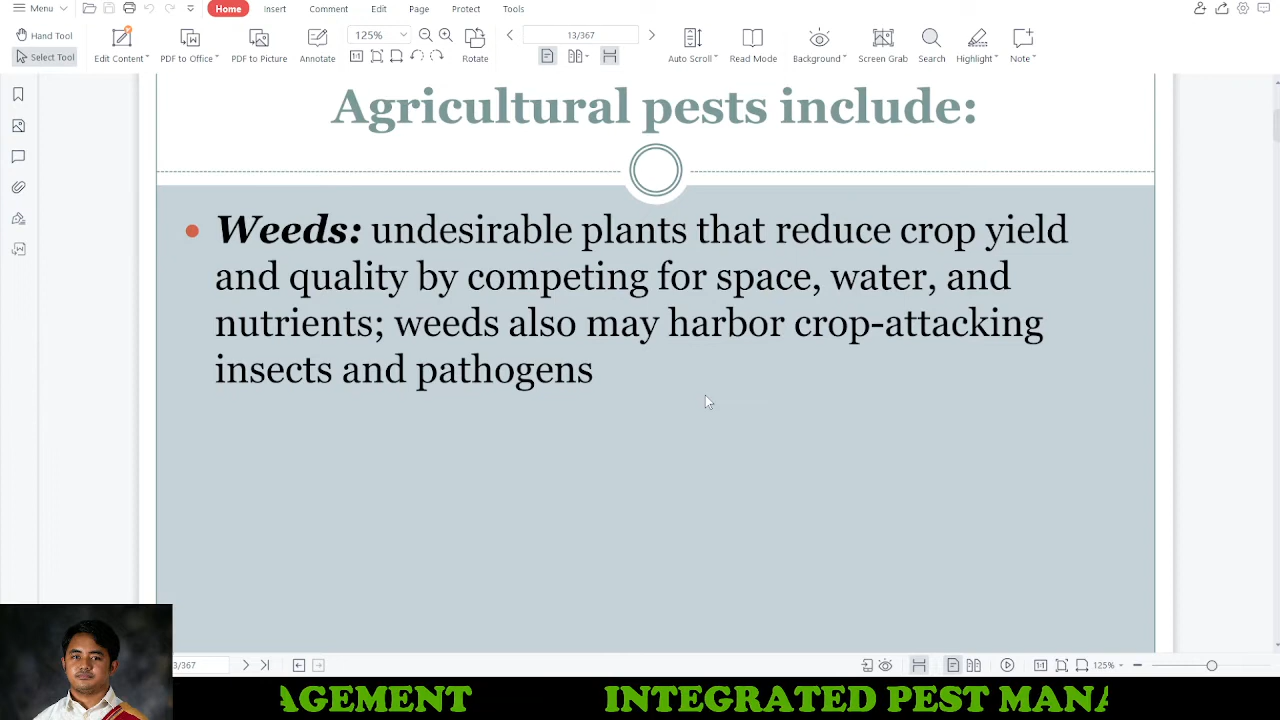 Menu Home Insert Comment Edit Page Protect Tools
Hand Tool
Select Tool
Edit Content
PDF to Office
PDF to Picture
Annotate
125%
Rotate
13/367
Auto Scroll
Read Mode
Background
Screen Grab
Search
Highlight
Note
Agricultural pests include:
• Weeds: undesirable plants that reduce crop yield
and quality by competing for space, water, and
nutrients; weeds also may harbor crop-attacking
insects and pathogens
3/367
125%
AGEMENT INTEGRATED PEST MANA